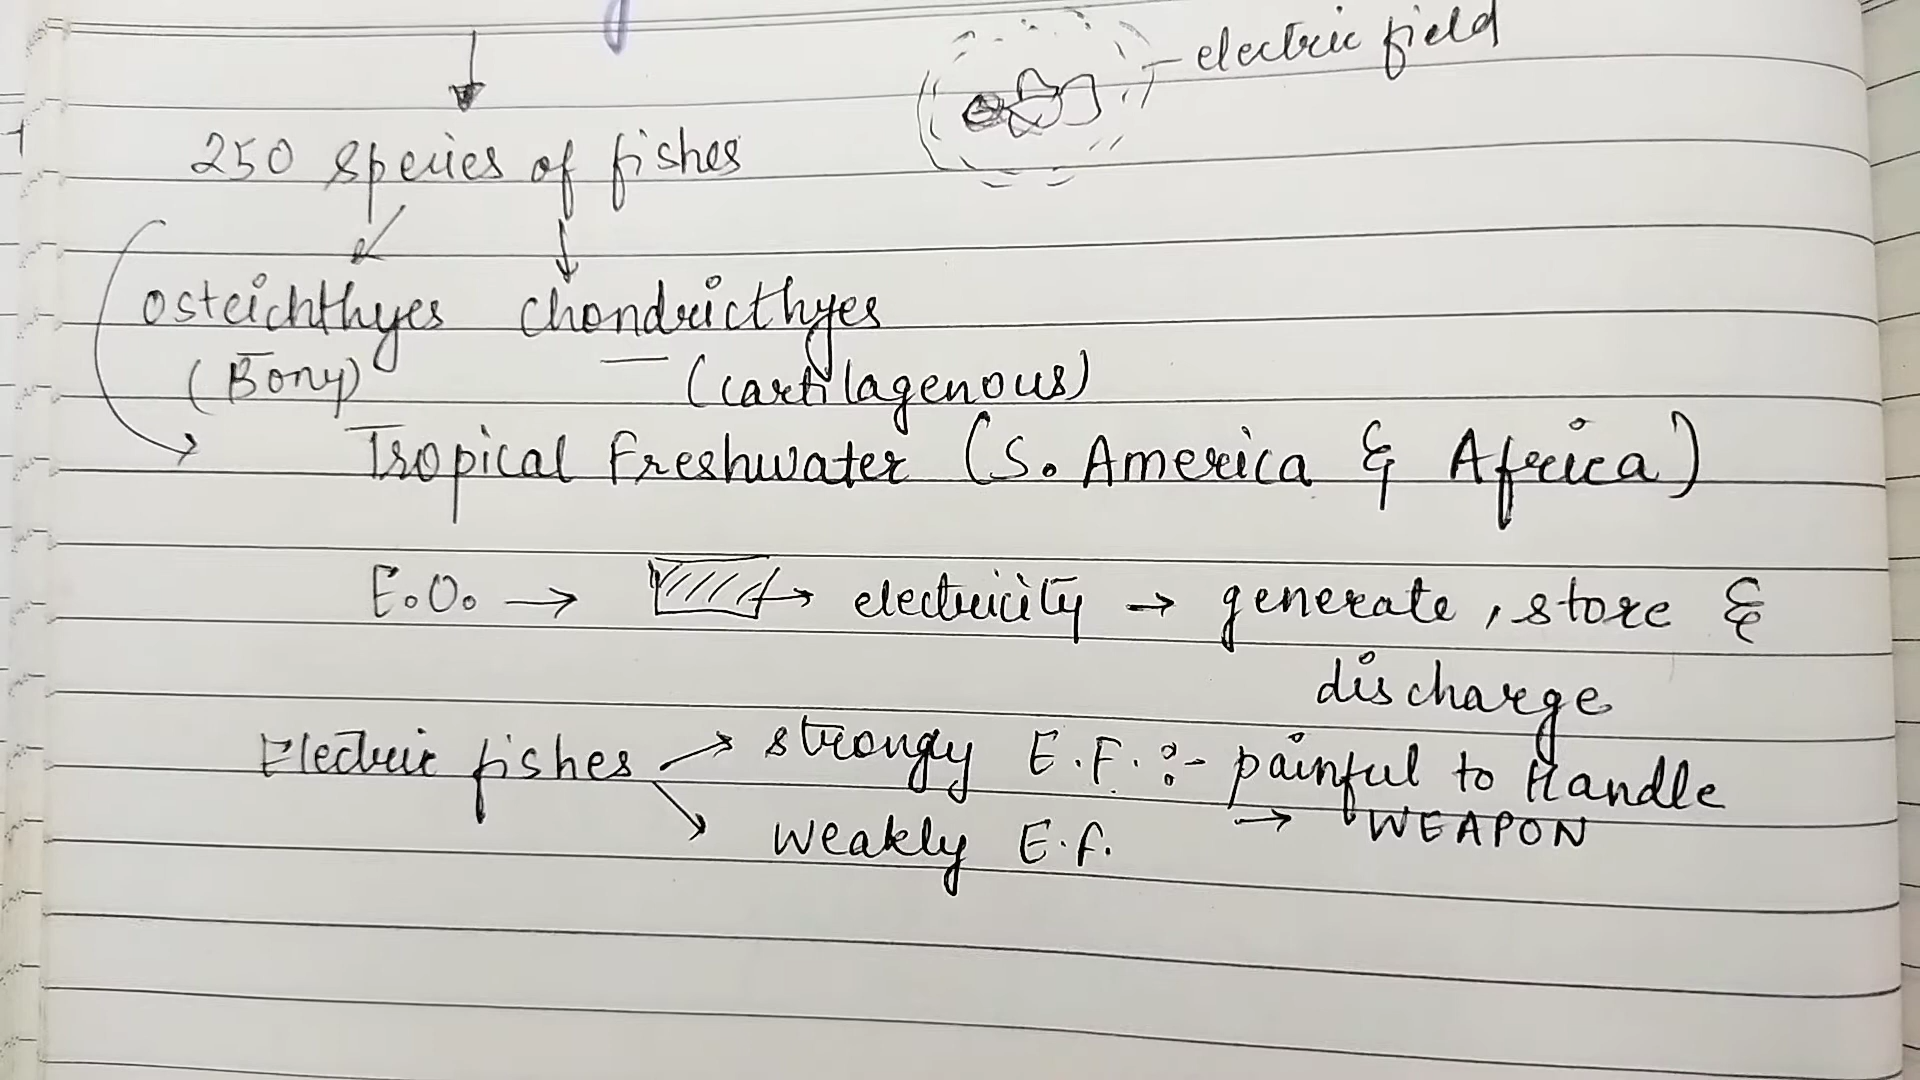 electric field
250 species of fishes
Osteichthyes chondricthyes
(Bony) (cartilagenous)
Tropical Freshwater (S. America & Africa)
E.O. → → electricity → generate, store &
discharge
Electric fishes → strongly E.F. :- painful to Handle
→ WEAPON
→ weakly E.f.